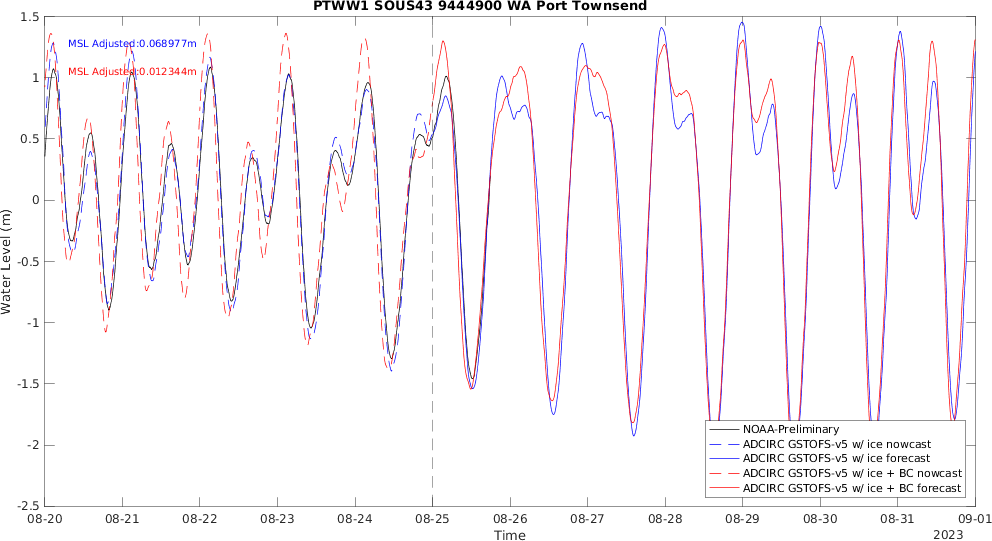 PTWW1 SOUS43 9444900 WA Port Townsend
1.5
MSL Adjusted:0.068977m
MSL Adjusted:0.012344m
1
0.5
0
-0.5
-1
-1.5
-2
-2.5
Water Level (m)
NOAA-Preliminary
ADCIRC GSTOFS-v5 w/ ice nowcast
ADCIRC GSTOFS-v5 w/ ice forecast
ADCIRC GSTOFS-v5 w/ ice + BC nowcast
ADCIRC GSTOFS-v5 w/ ice + BC forecast
08-20 08-21 08-22 08-23 08-24 08-25 08-26 08-27 08-28 08-29 08-30 08-31 09-01
Time
2023